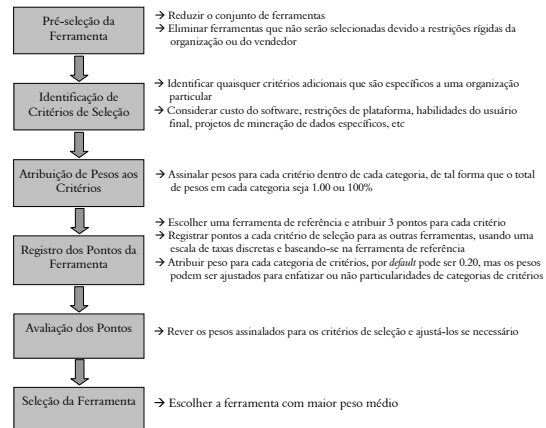 Pré-seleção da
Ferramenta
→ Reduzir o conjunto de ferramentas
→ Eliminar ferramentas que não serão selecionadas devido a restrições rígidas da
organização ou do vendedor
Identificação de
Critérios de Seleção
→ Identificar quaisquer critérios adicionais que são específicos a uma organização
particular
→ Considerar custo do software, restrições de plataforma, habilidades do usuário
final, projetos de mineração de dados específicos, etc
Atribuição de Pesos aos
Critérios
→ Assinalar pesos para cada critério dentro de cada categoria, de tal forma que o total
de pesos em cada categoria seja 1.00 ou 100%
Registro dos Pontos da
Ferramenta
→ Escolher uma ferramenta de referência e atribuir 3 pontos para cada critério
→ Registrar pontos a cada critério de seleção para as outras ferramentas, usando uma
escala de taxas discretas e baseando-se na ferramenta de referência
→ Atribuir peso para cada categoria de critérios, por default pode ser 0.20, mas os pesos
podem ser ajustados para enfatizar ou não particularidades de categorias de critérios
Avaliação dos Pontos
→ Rever os pesos assinalados para os critérios de seleção e ajustá-los se necessário
Seleção da Ferramenta
→ Escolher a ferramenta com maior peso médio